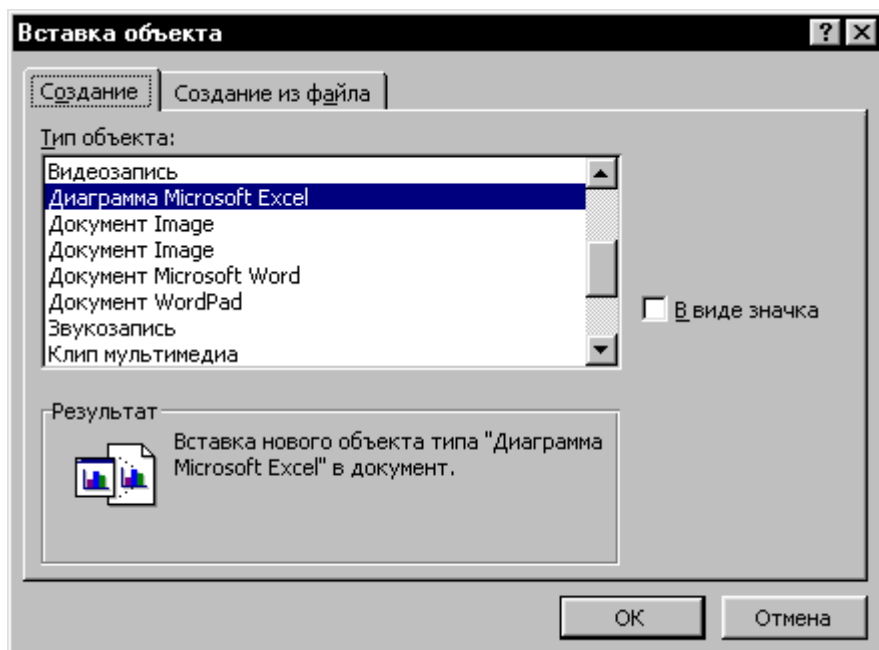 Вставка объекта
Создание
Создание из файла
Тип объекта:
Видеозапись
Диаграмма Microsoft Excel
Документ Image
Документ Image
Документ Microsoft Word
Документ WordPad
Звукозапись
Клип мультимедиа
В виде значка
Результат
Вставка нового объекта типа "Диаграмма
Microsoft Excel" в документ.
ОК
Отмена